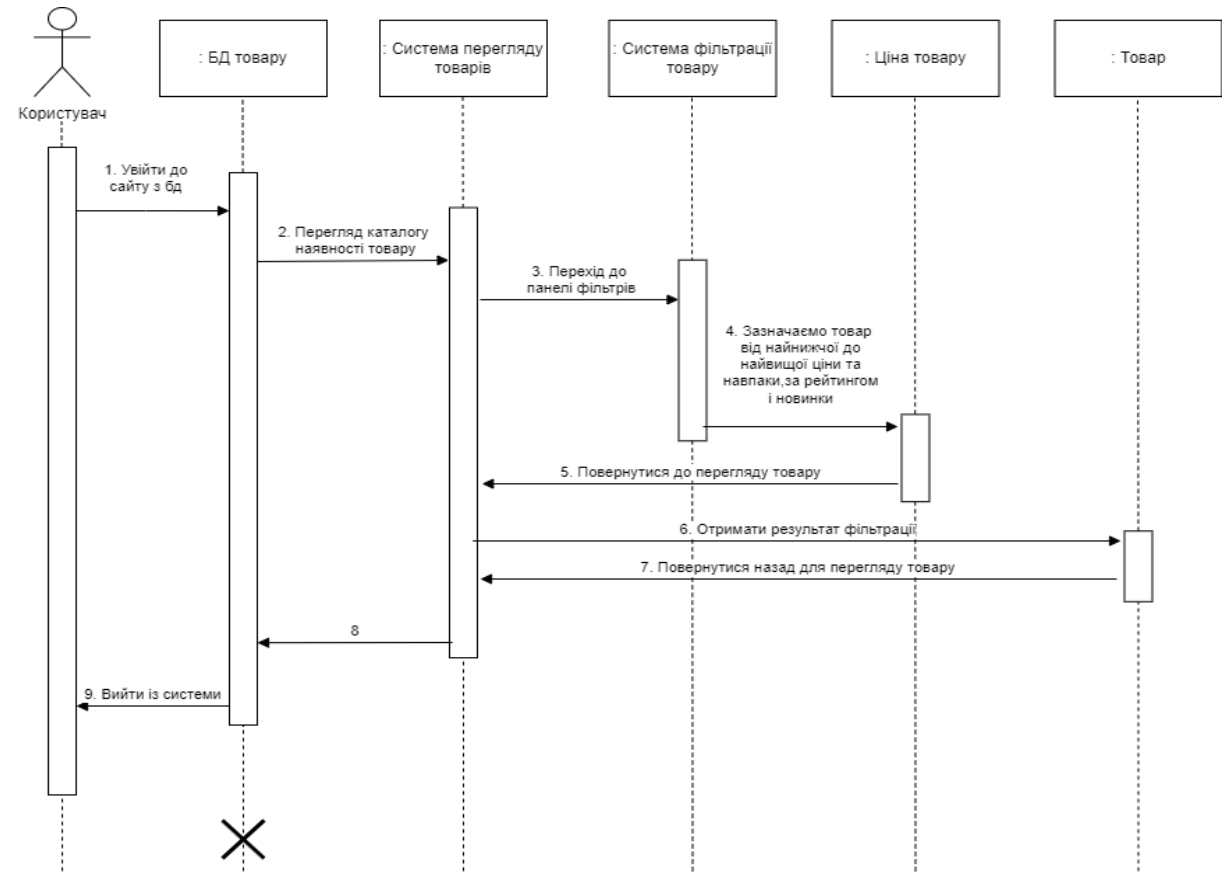 : БД товару
: Система перегляду
товарів
: Система фільтрації
товару
: Ціна товару
: Товар
Користувач
1. Увійти до
сайту з бд
2. Перегляд каталогу
наявності товару
3. Перехід до
панелі фільтрів
4. Зазначаємо товар
від найнижчої до
найвищої ціни та
навпаки,за рейтингом
і новинки
5. Повернутися до перегляду товару
6. Отримати результат фільтрації
7. Повернутися назад для перегляду товару
8
9. Вийти із системи